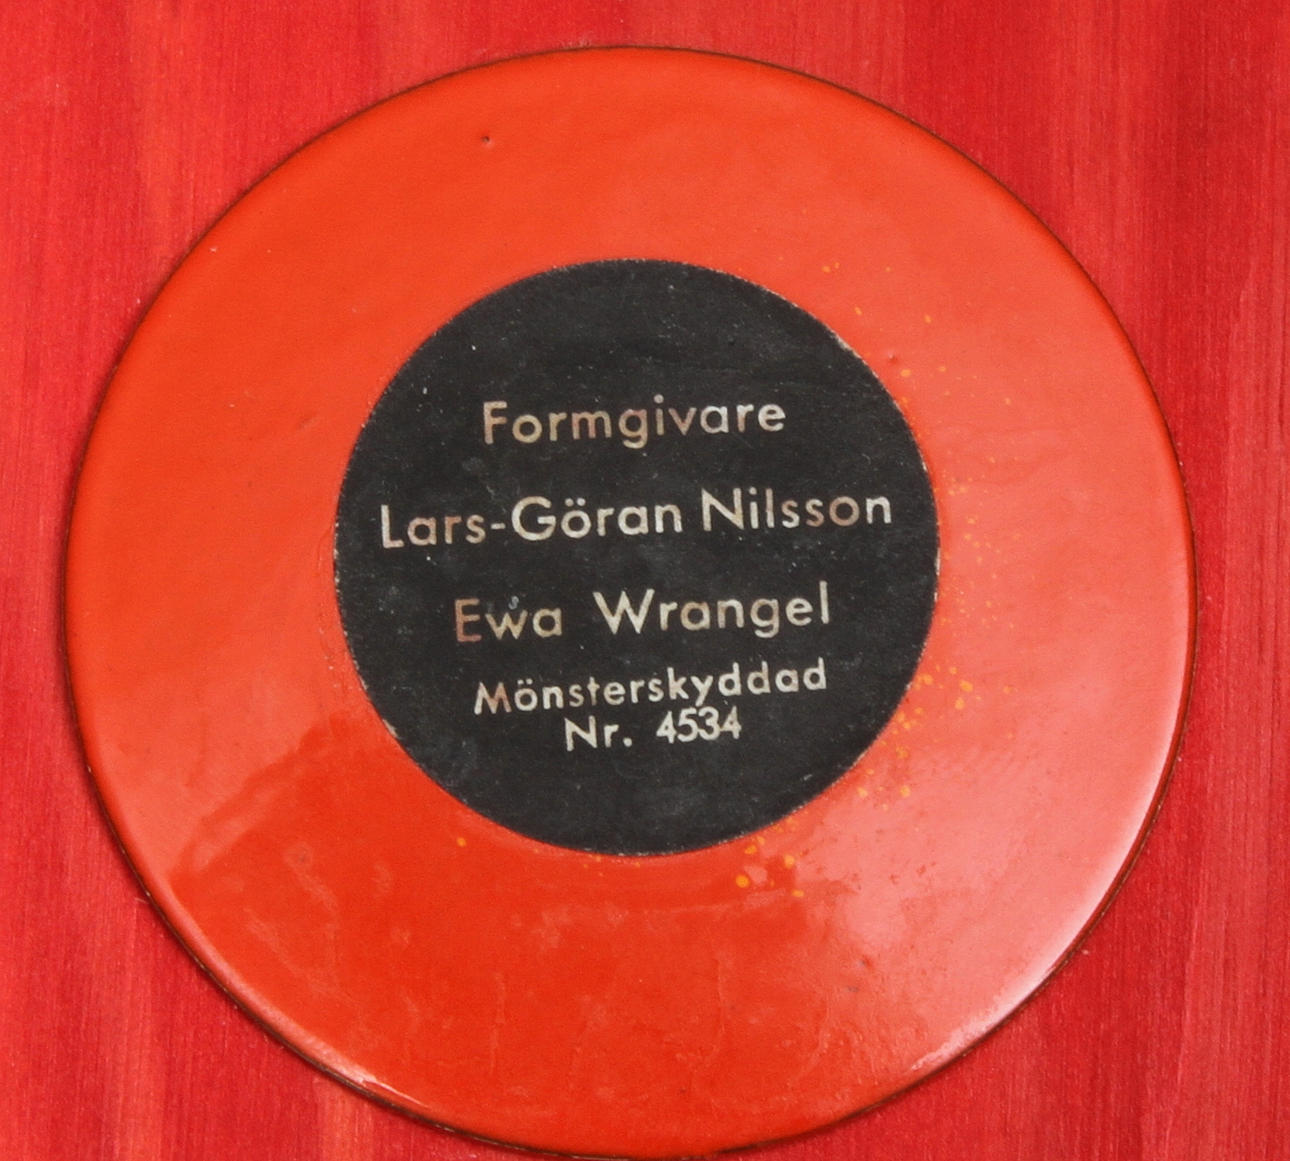 Formgivare
Lars-Göran Nilsson
Ewa Wrangel
Mönsterskyddad
Nr. 4534